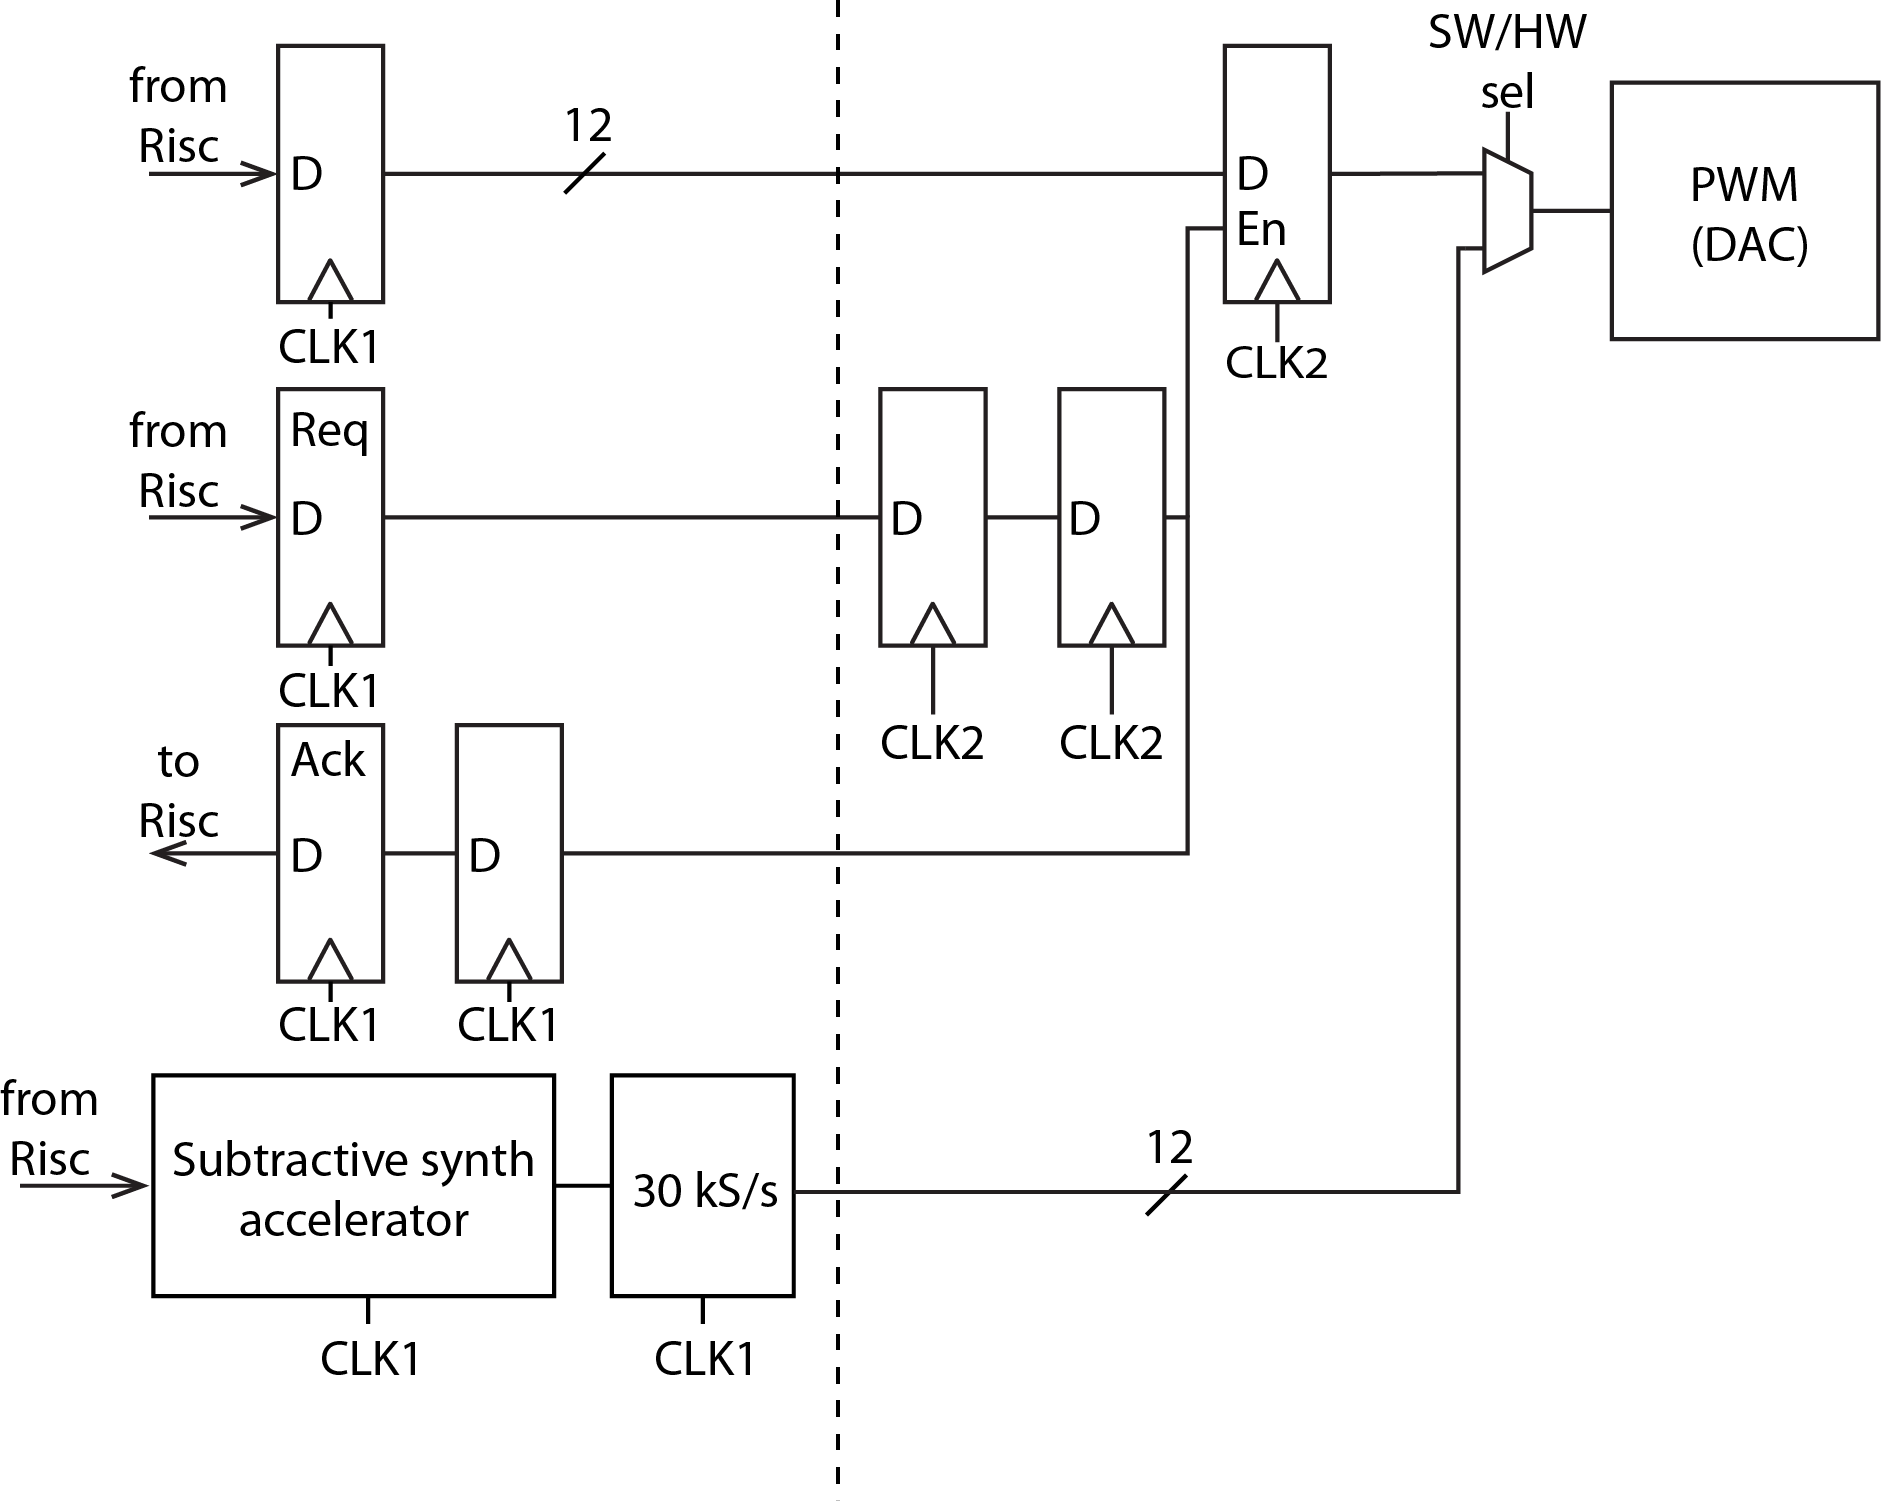 SW/HW
sel
from
Risc
D
12
D
En
PWM
(DAC)
CLK1
CLK2
from
Risc
Req
D
D
D
CLK1
CLK2
CLK2
to
Risc
Ack
D
D
CLK1
CLK1
from
Risc
Subtractive synth
accelerator
30 kS/s
12
CLK1
CLK1